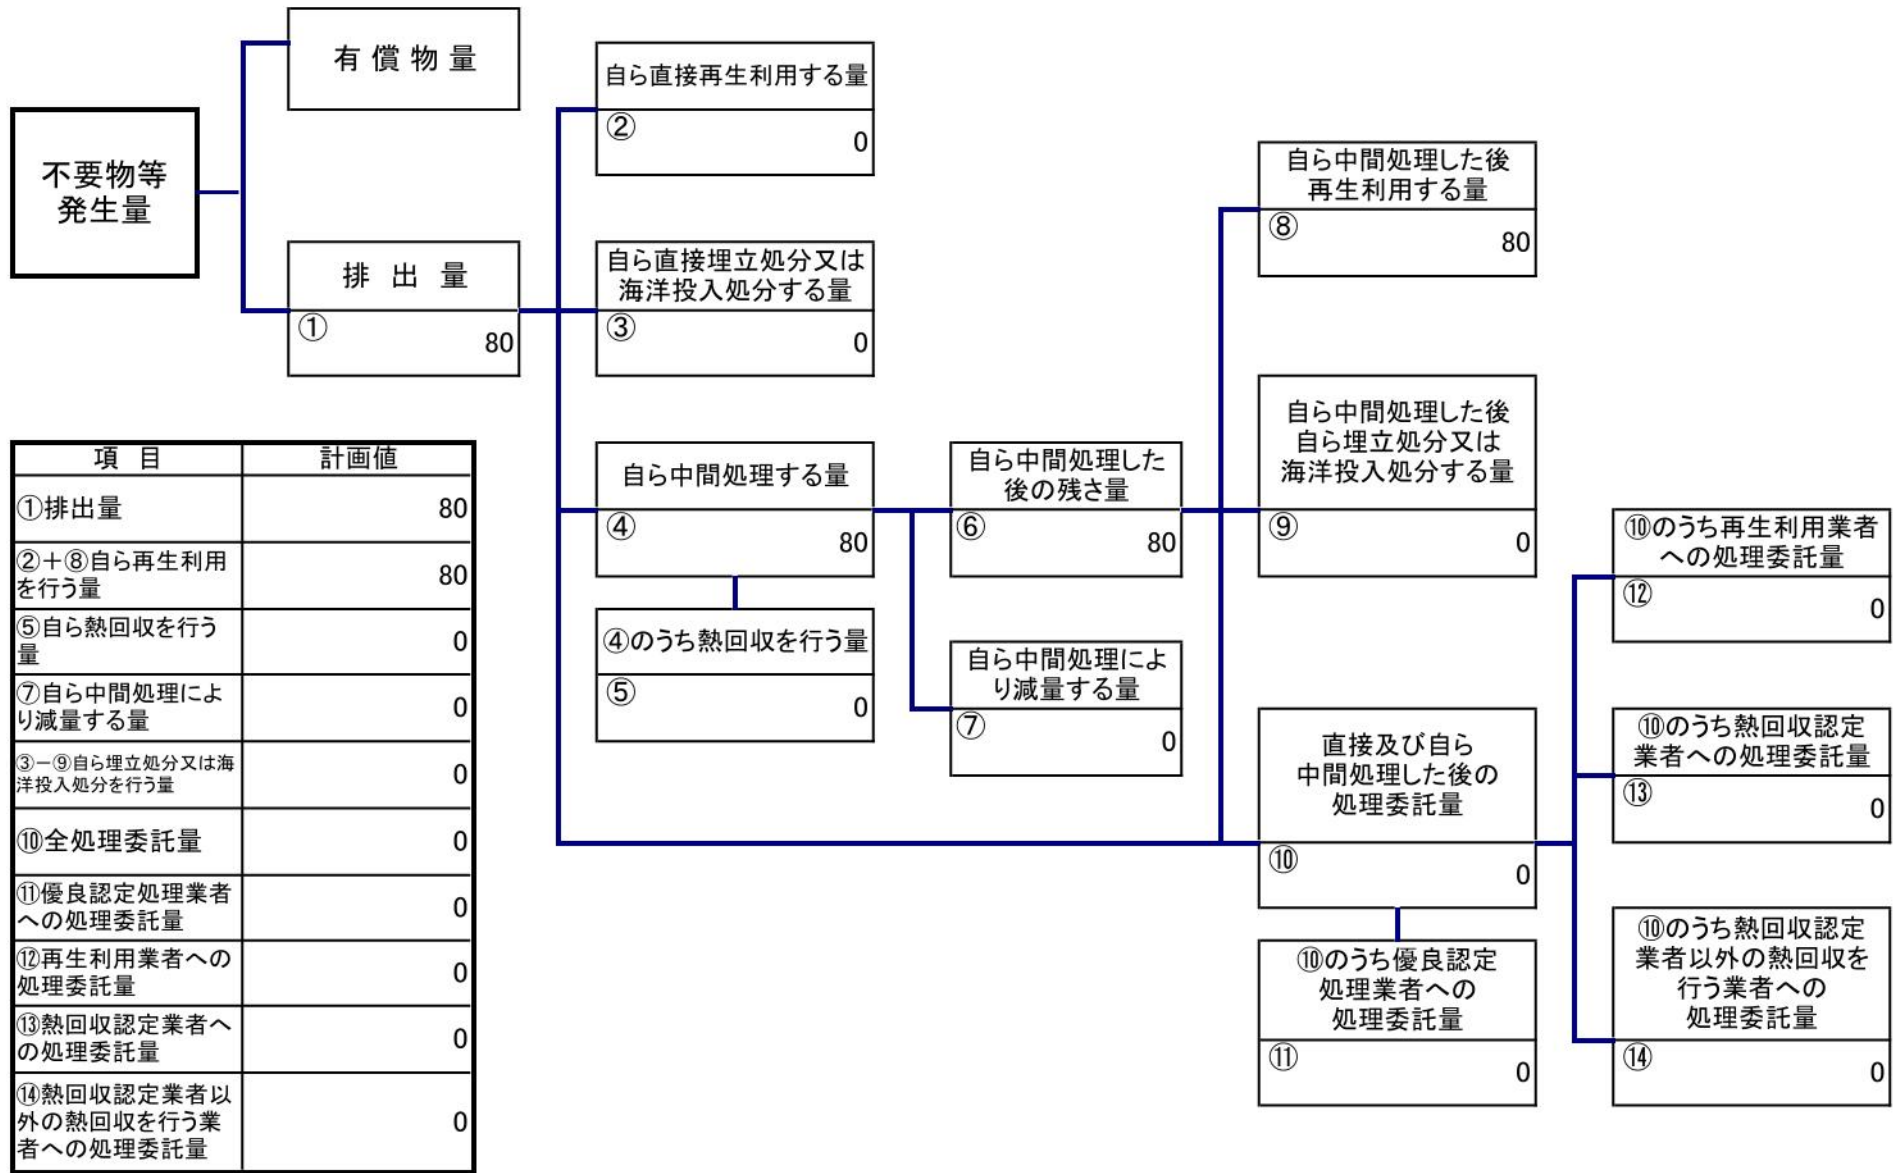 有 償 物 量
不要物等
発生量
排 出 量
①
80
自ら直接再生利用する量
②
0
自ら直接埋立処分又は
海洋投入処分する量
③
0
自ら中間処理する量
④
80
④のうち熱回収を行う量
⑤
0
自ら中間処理した
後の残さ量
⑥
80
自ら中間処理によ
り減量する量
⑦
0
自ら中間処理した後
再生利用する量
⑧
80
自ら中間処理した後
自ら埋立処分又は
海洋投入処分する量
⑨
0
直接及び自ら
中間処理した後の
処理委託量
⑩
0
⑩のうち優良認定
処理業者への
処理委託量
⑪
0
⑩のうち再生利用業者
への処理委託量
⑫
0
⑩のうち熱回収認定
業者への処理委託量
⑬
0
⑩のうち熱回収認定
業者以外の熱回収を
行う業者への
処理委託量
⑭
0
項 目 計画値
①排出量 80
②＋⑧自ら再生利用
を行う量
80
⑤自ら熱回収を行う
量
0
⑦自ら中間処理によ
り減量する量
0
③－⑨自ら埋立処分又は海
洋投入処分を行う量
0
⑩全処理委託量 0
⑪優良認定処理業者
への処理委託量
0
⑫再生利用業者への
処理委託量
0
⑬熱回収認定業者へ
の処理委託量
0
⑭熱回収認定業者以
外の熱回収を行う業
者への処理委託量
0